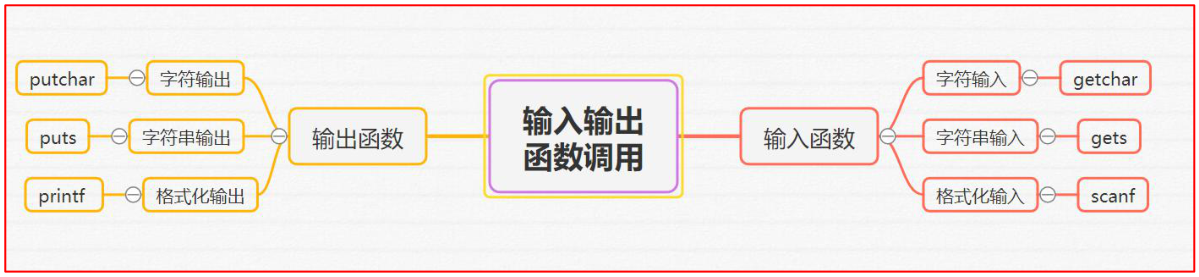 putchar
字符输出
puts
字符串输出
printf
格式化输出
输出函数
输入输出
函数调用
输入函数
字符输入
getchar
字符串输入
gets
格式化输入
scanf